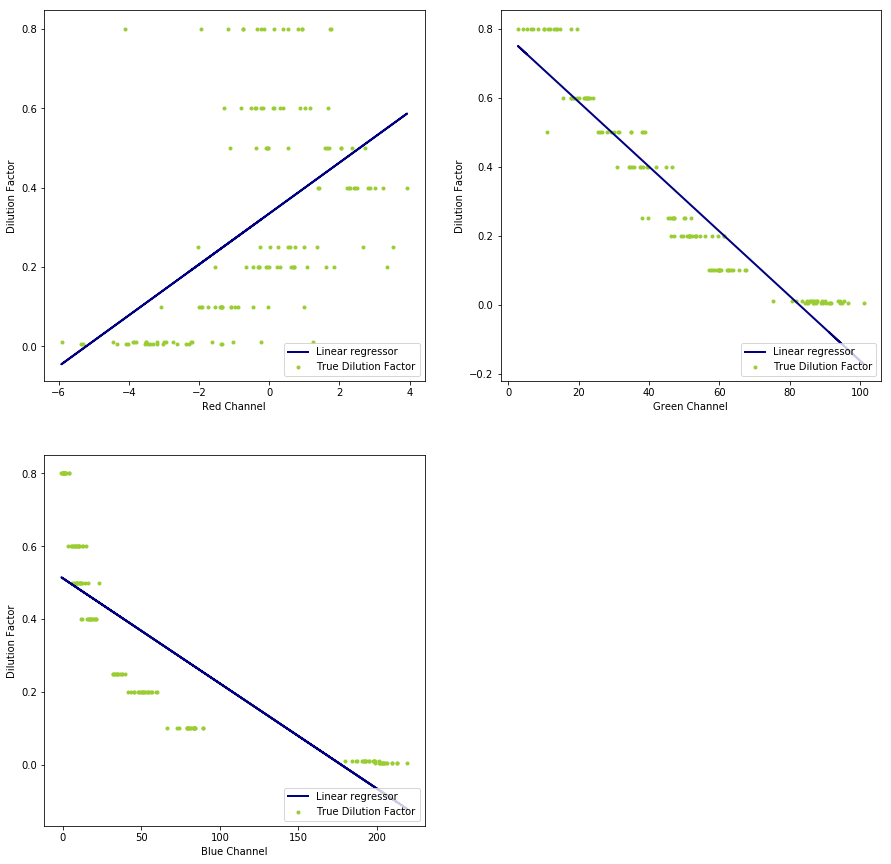 0.8
0.6
0.4
0.2
0.0
Dilution Factor
−6
−4
−2
0
2
4
Red Channel
Linear regressor
True Dilution Factor
0.8
0.6
0.4
0.2
0.0
−0.2
Dilution Factor
0
20
40
60
80
100
Green Channel
Linear regressor
True Dilution Factor
0.8
0.6
0.4
0.2
0.0
Dilution Factor
0
50
100
150
200
Blue Channel
Linear regressor
True Dilution Factor